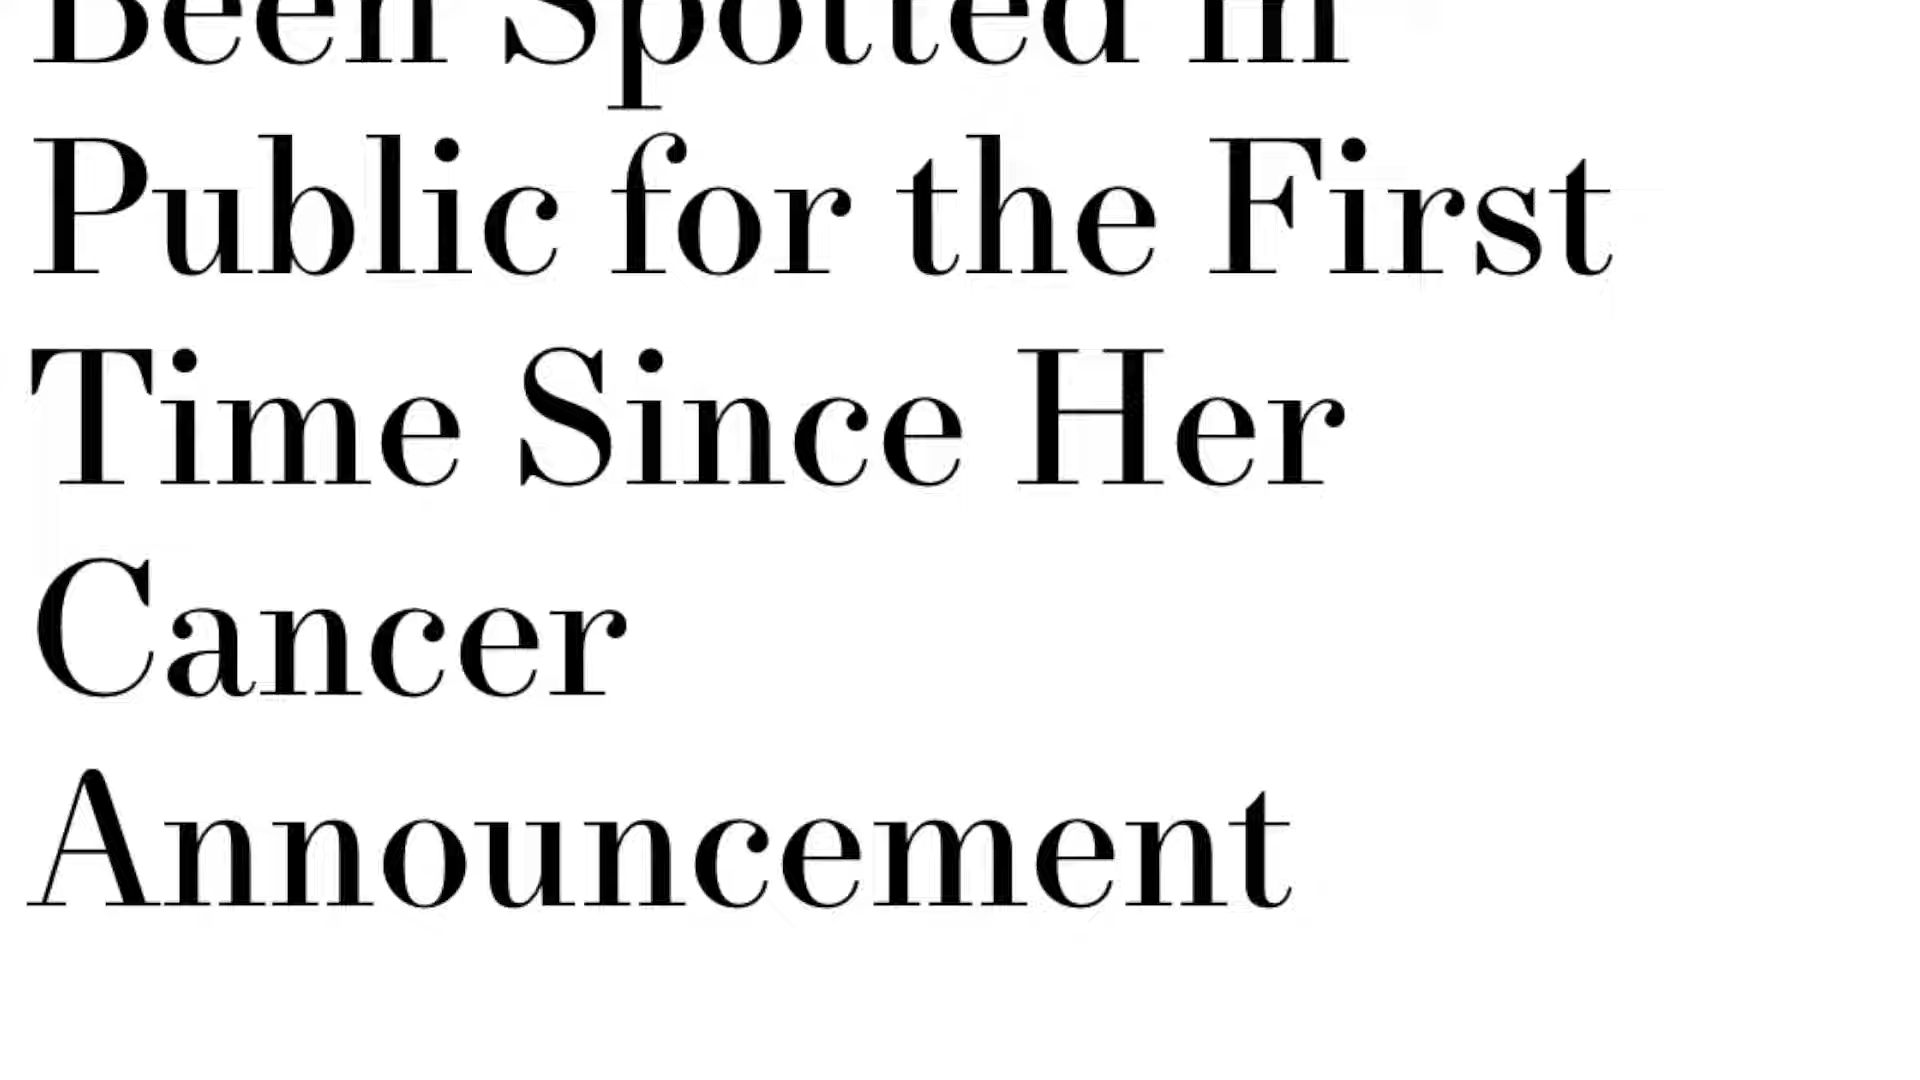 Been Spotted in
Public for the First
Time Since Her
Cancer
Announcement